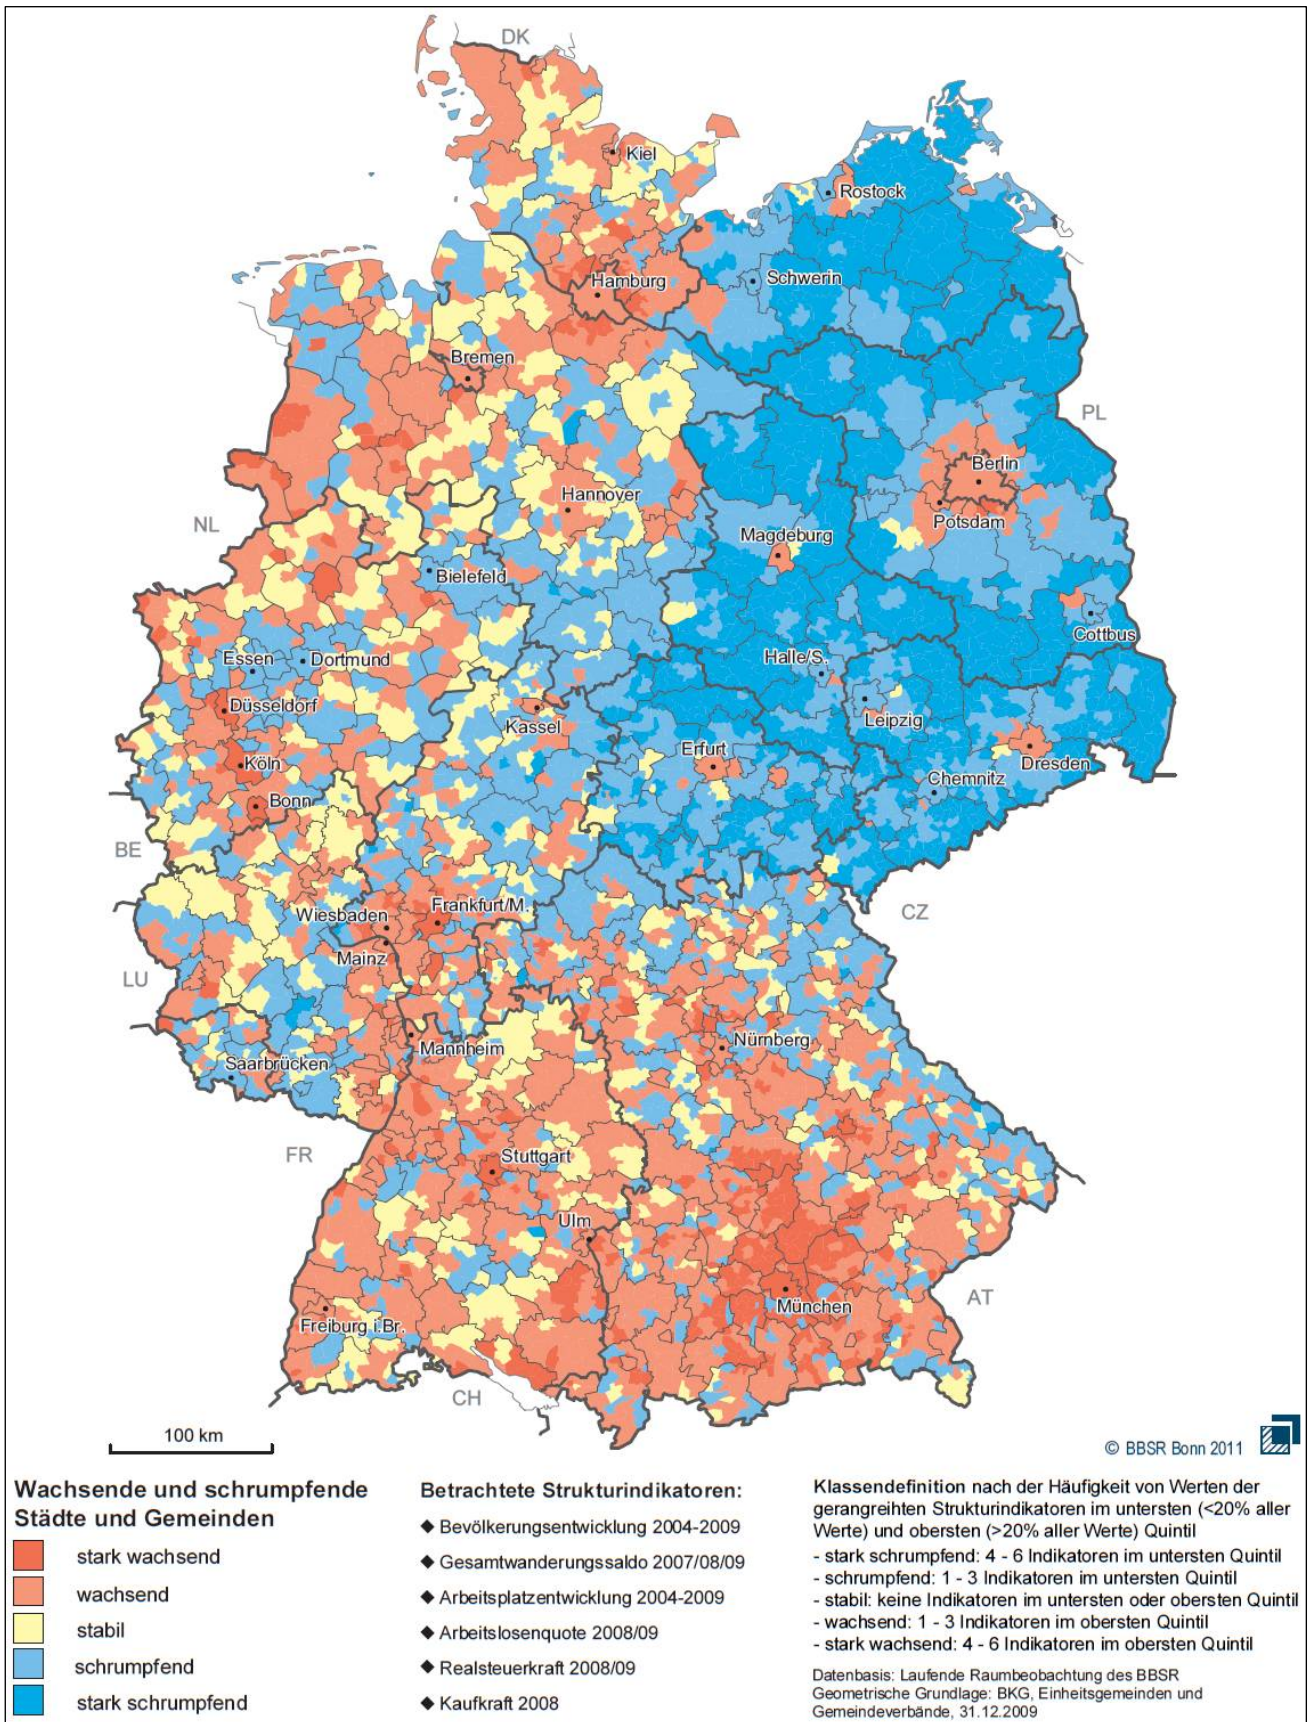 DK
Kiel
Rostock
Schwerin
Hamburg
Bremen
PL
Berlin
Hannover
Potsdam
NL
Magdeburg
Bielefeld
Cottbus
Essen
Dortmund
Halle/S.
Düsseldorf
Leipzig
Kassel
Erfurt
Dresden
Köln
Chemnitz
Bonn
BE
Wiesbaden
Frankfurt/M.
CZ
Mainz
LU
Mannheim
Nürnberg
Saarbrücken
FR
Stuttgart
Ulm
AT
München
Freiburg i.Br.
CH
100 km
© BBSR Bonn 2011
Wachsende und schrumpfende
Städte und Gemeinden
stark wachsend
wachsend
stabil
schrumpfend
stark schrumpfend
Betrachtete Strukturindikatoren:
◆ Bevölkerungsentwicklung 2004-2009
◆ Gesamtwanderungssaldo 2007/08/09
◆ Arbeitsplatzentwicklung 2004-2009
◆ Arbeitslosenquote 2008/09
◆ Realsteuerkraft 2008/09
◆ Kaufkraft 2008
Klassendefinition nach der Häufigkeit von Werten der
gerangreihten Strukturindikatoren im untersten (<20% aller
Werte) und obersten (>20% aller Werte) Quintil
- stark schrumpfend: 4 - 6 Indikatoren im untersten Quintil
- schrumpfend: 1 - 3 Indikatoren im untersten Quintil
- stabil: keine Indikatoren im untersten oder obersten Quintil
- wachsend: 1 - 3 Indikatoren im obersten Quintil
- stark wachsend: 4 - 6 Indikatoren im obersten Quintil
Datenbasis: Laufende Raumbeobachtung des BBSR
Geometrische Grundlage: BKG, Einheitsgemeinden und
Gemeindeverbände, 31.12.2009